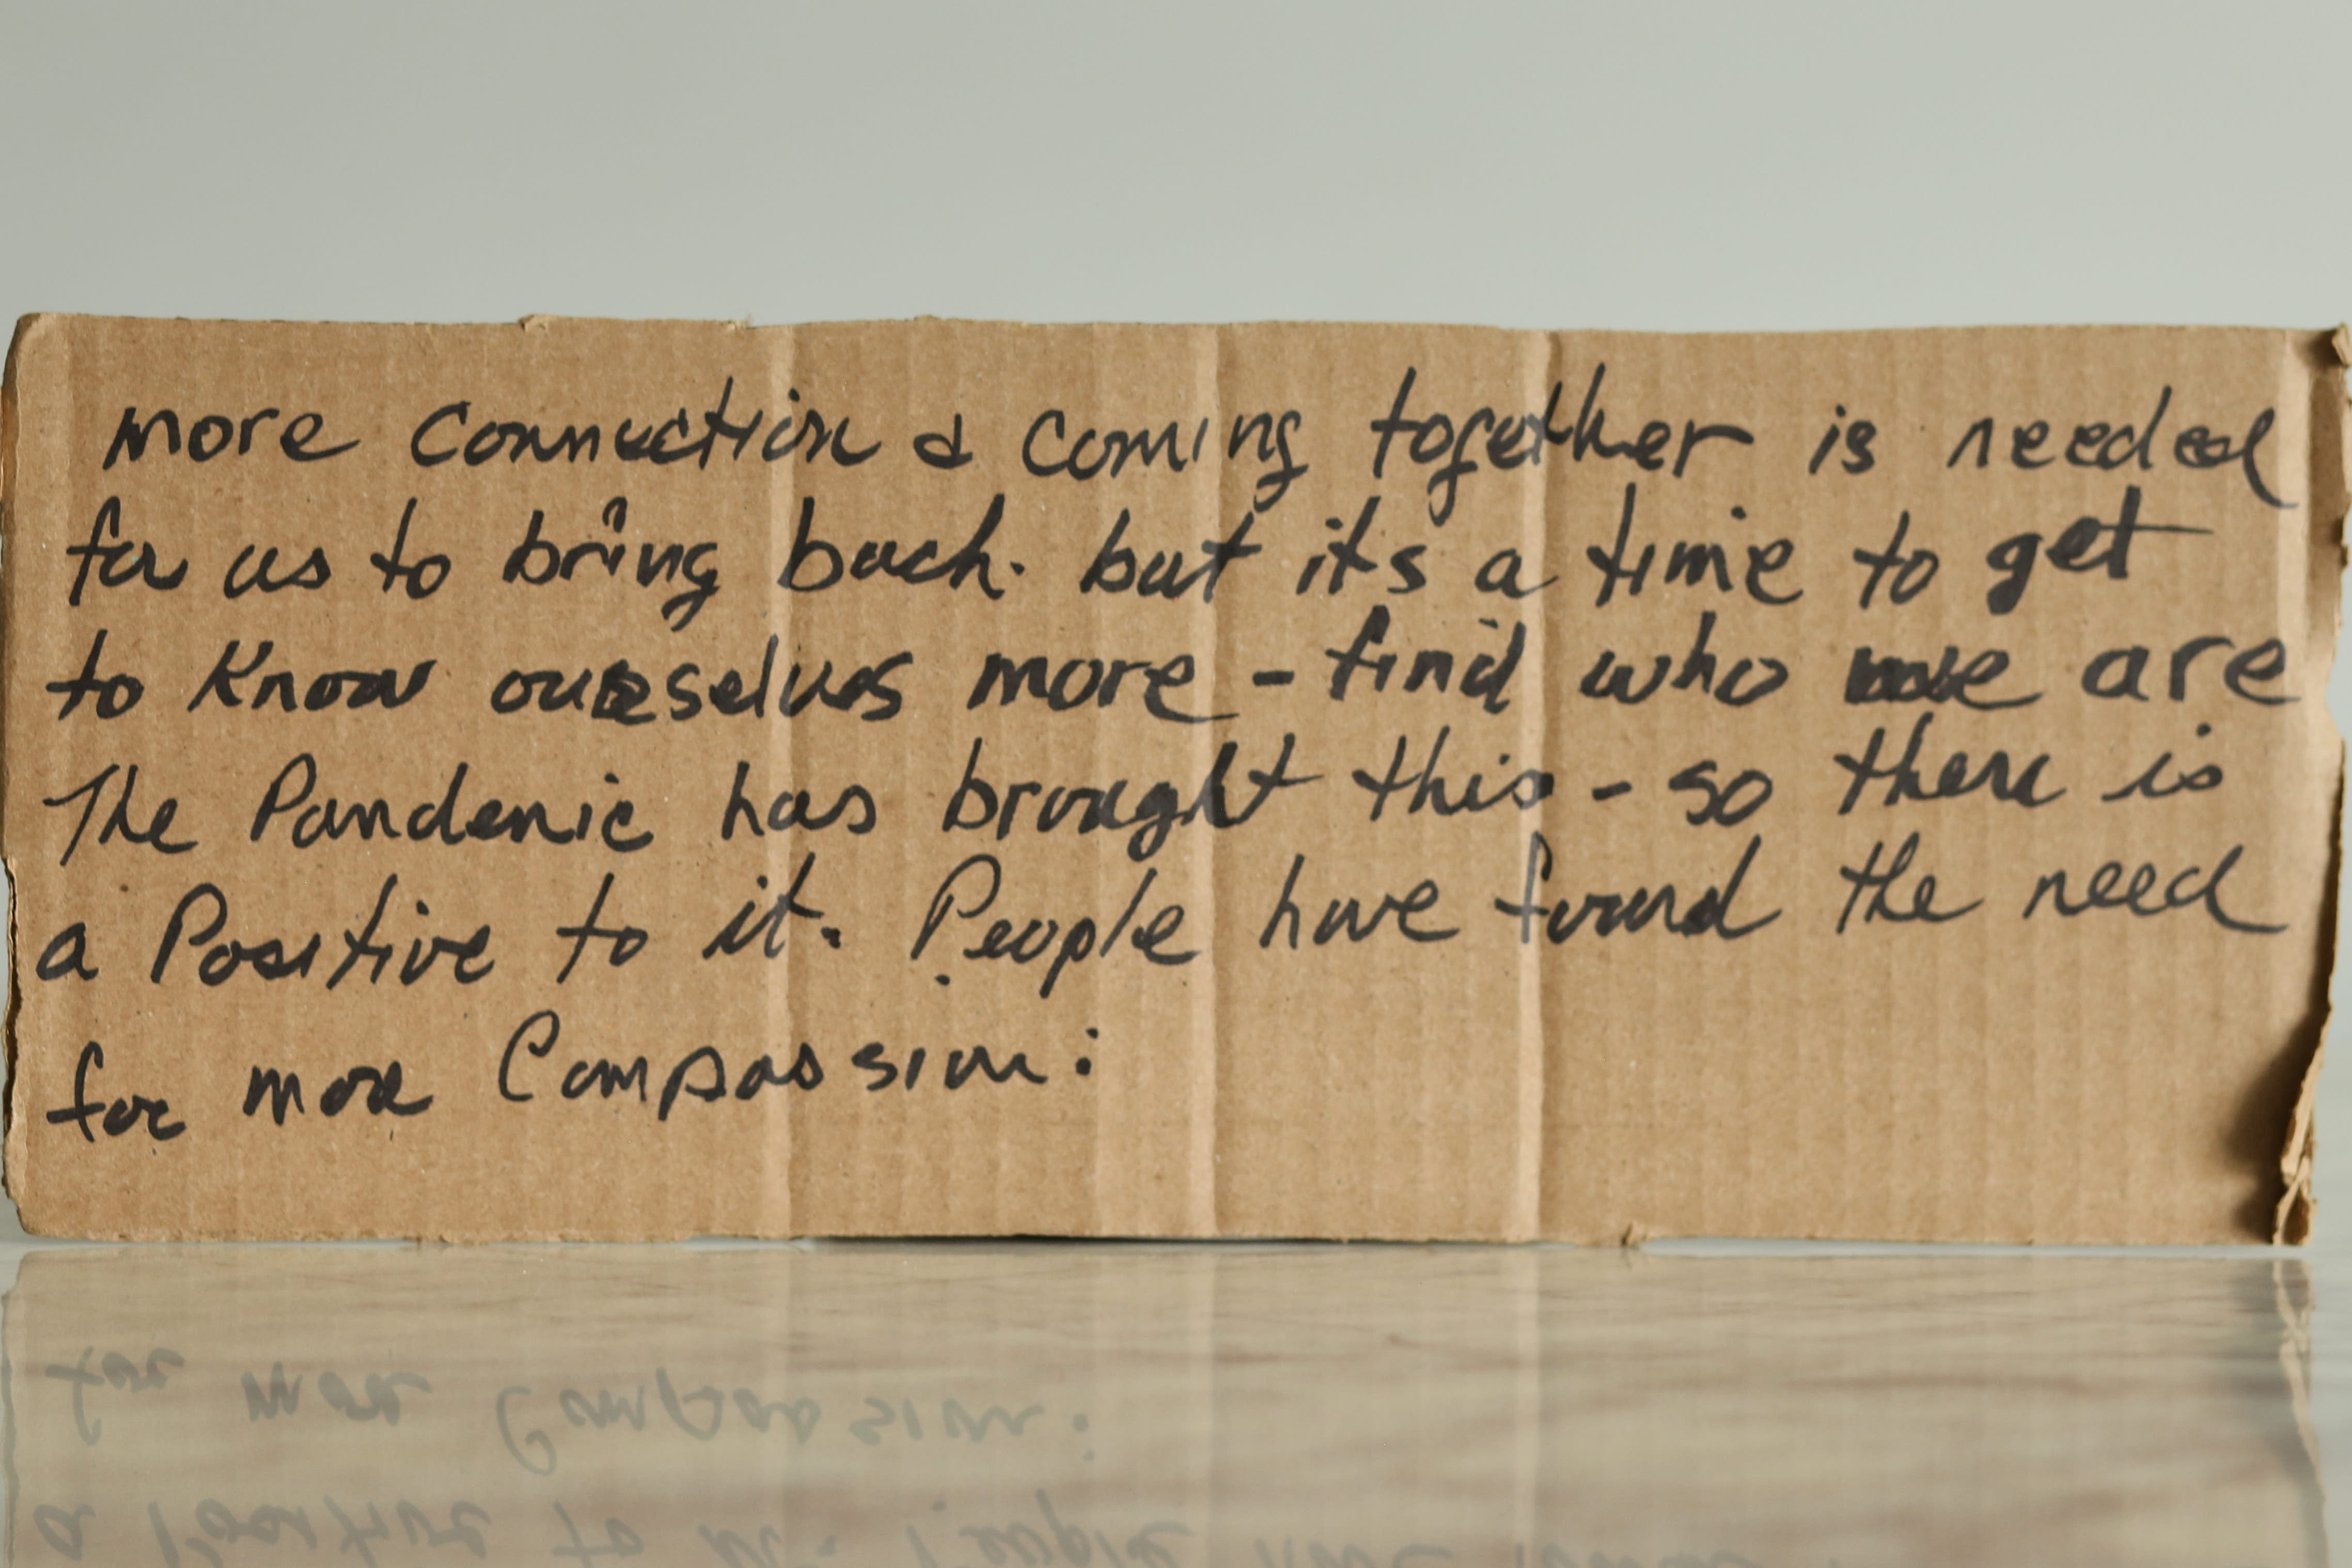 more connection & coming together is needed
for us to bring back. but its a time to get
to Know ourselves more - find who we are
The Pandemic has brought this - so there is
a Positive to it. People have found the need
for more Compassion: